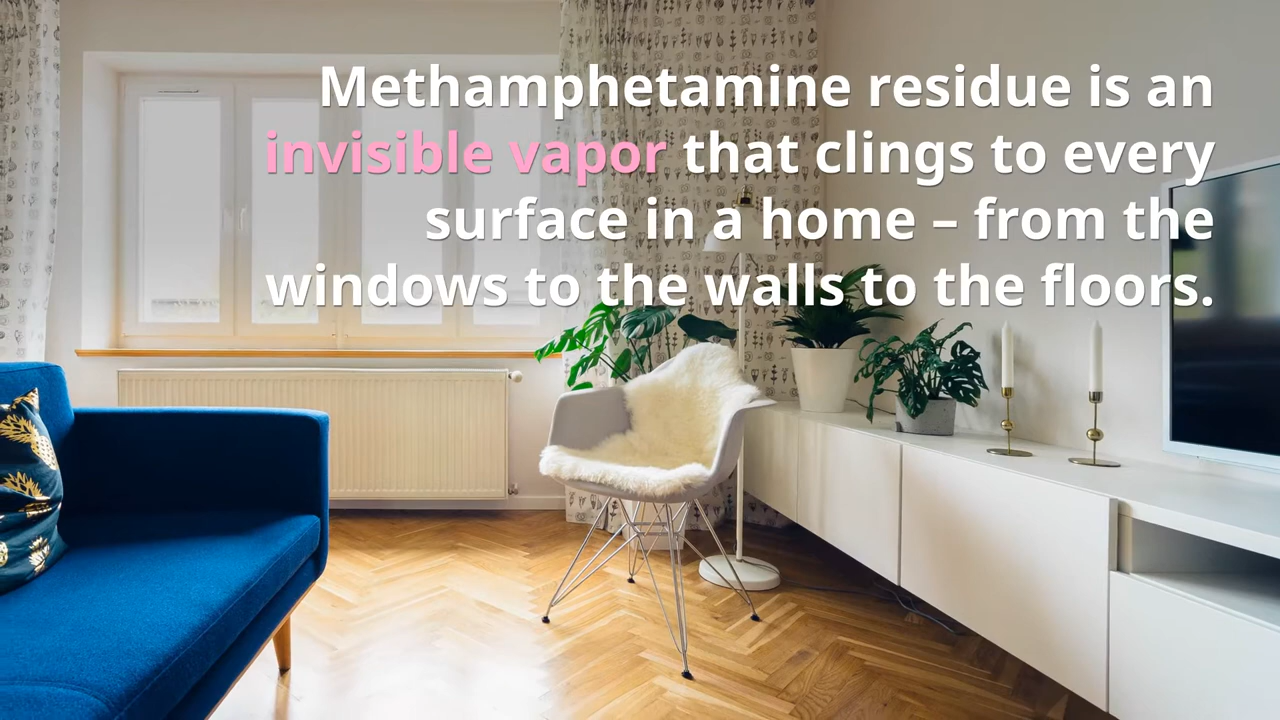 Methamphetamine residue is an
invisible vapor that clings to every
surface in a home – from the
windows to the walls to the floors.